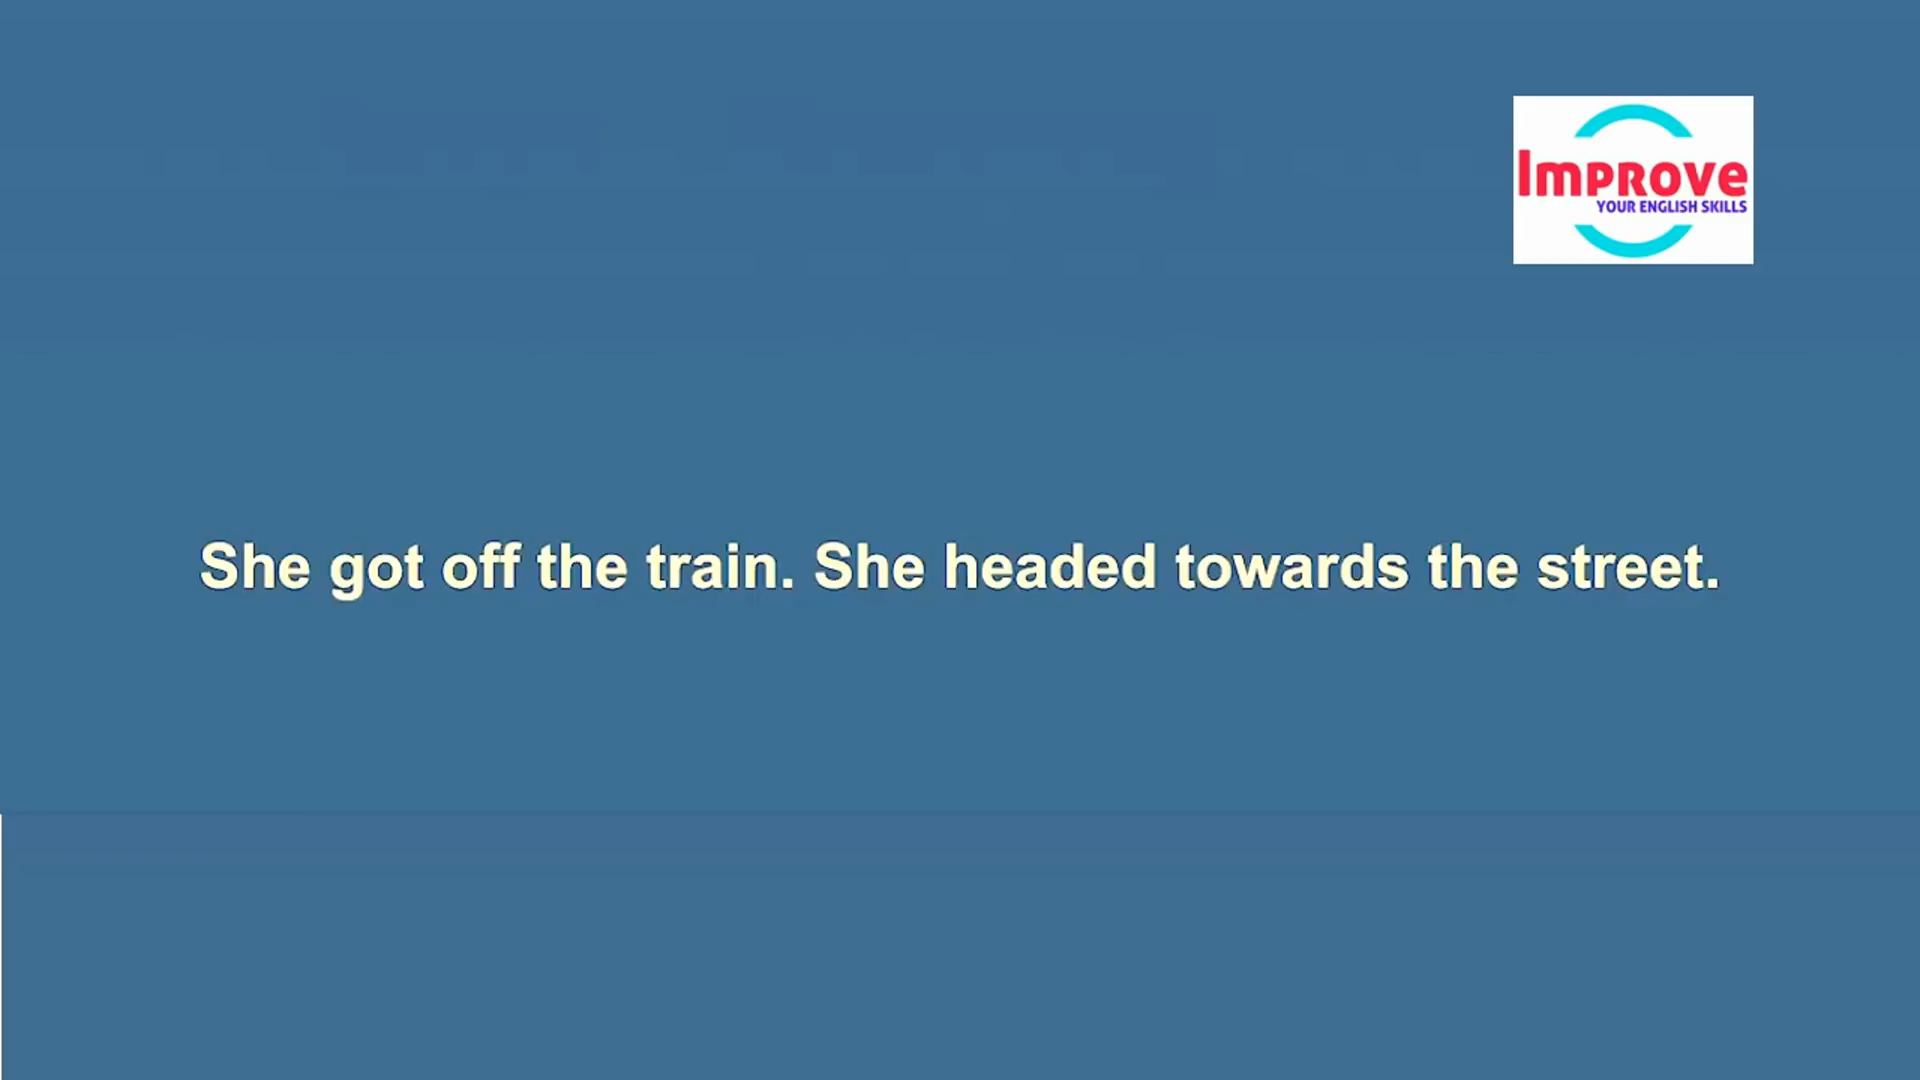 Improve
YOUR ENGLISH SKILLS
She got off the train. She headed towards the street.